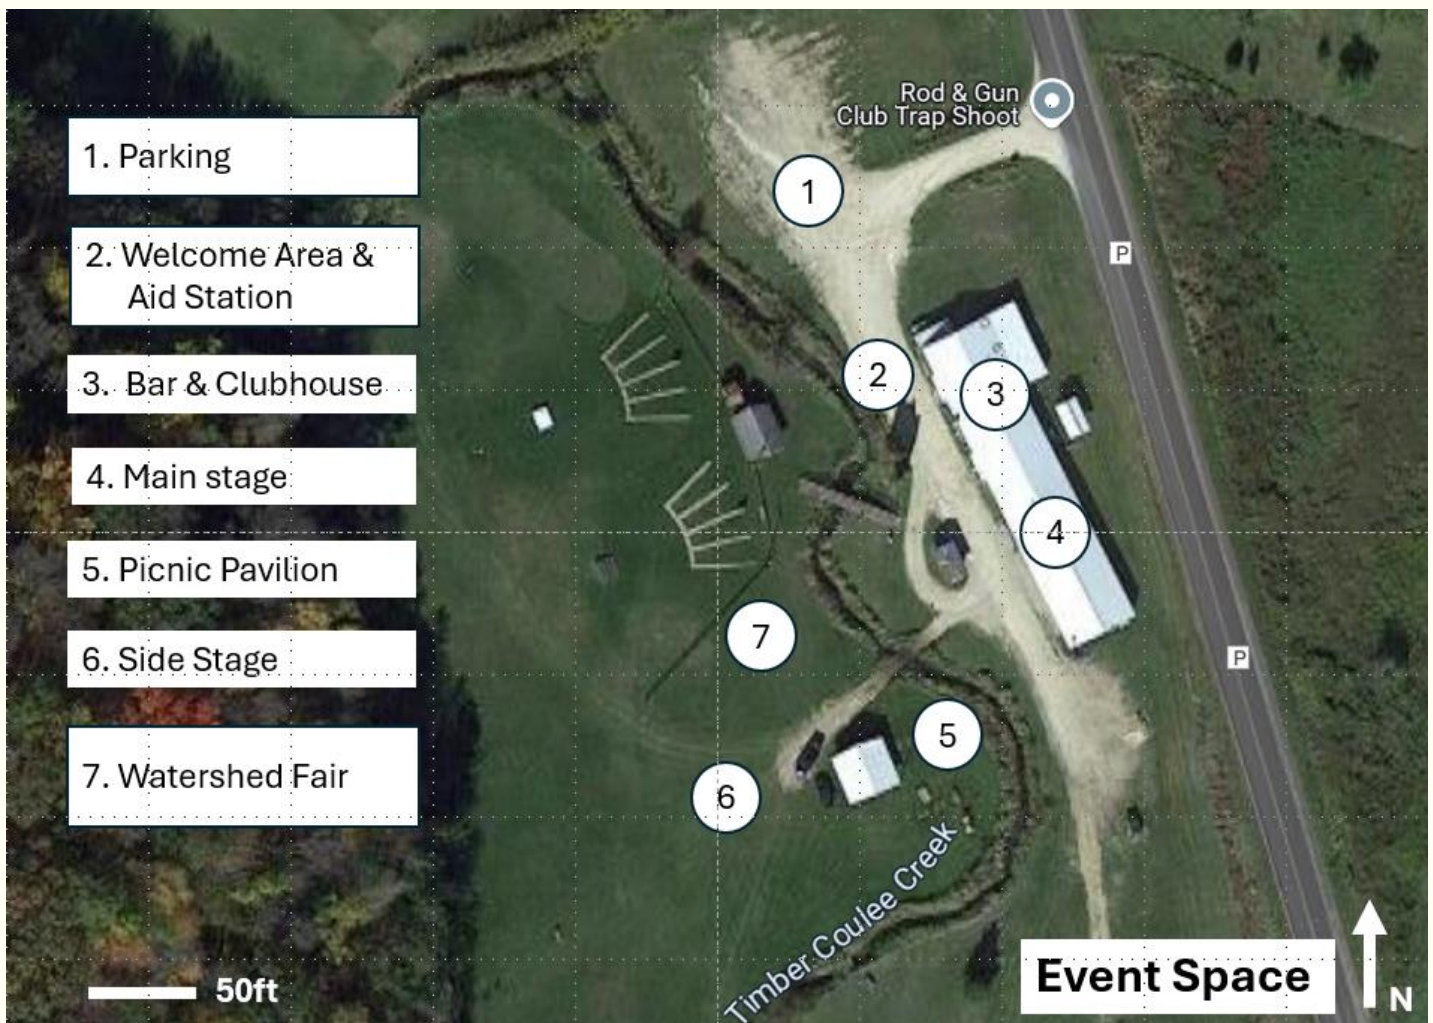 Rod & Gun
Club Trap Shoot
1. Parking
1
2. Welcome Area &
Aid Station
P
2
3. Bar & Clubhouse
3
4. Main stage
4
5. Picnic Pavilion
7
6. Side Stage
P
5
7. Watershed Fair
6
Timber Coulee Creek
50ft
Event Space
N